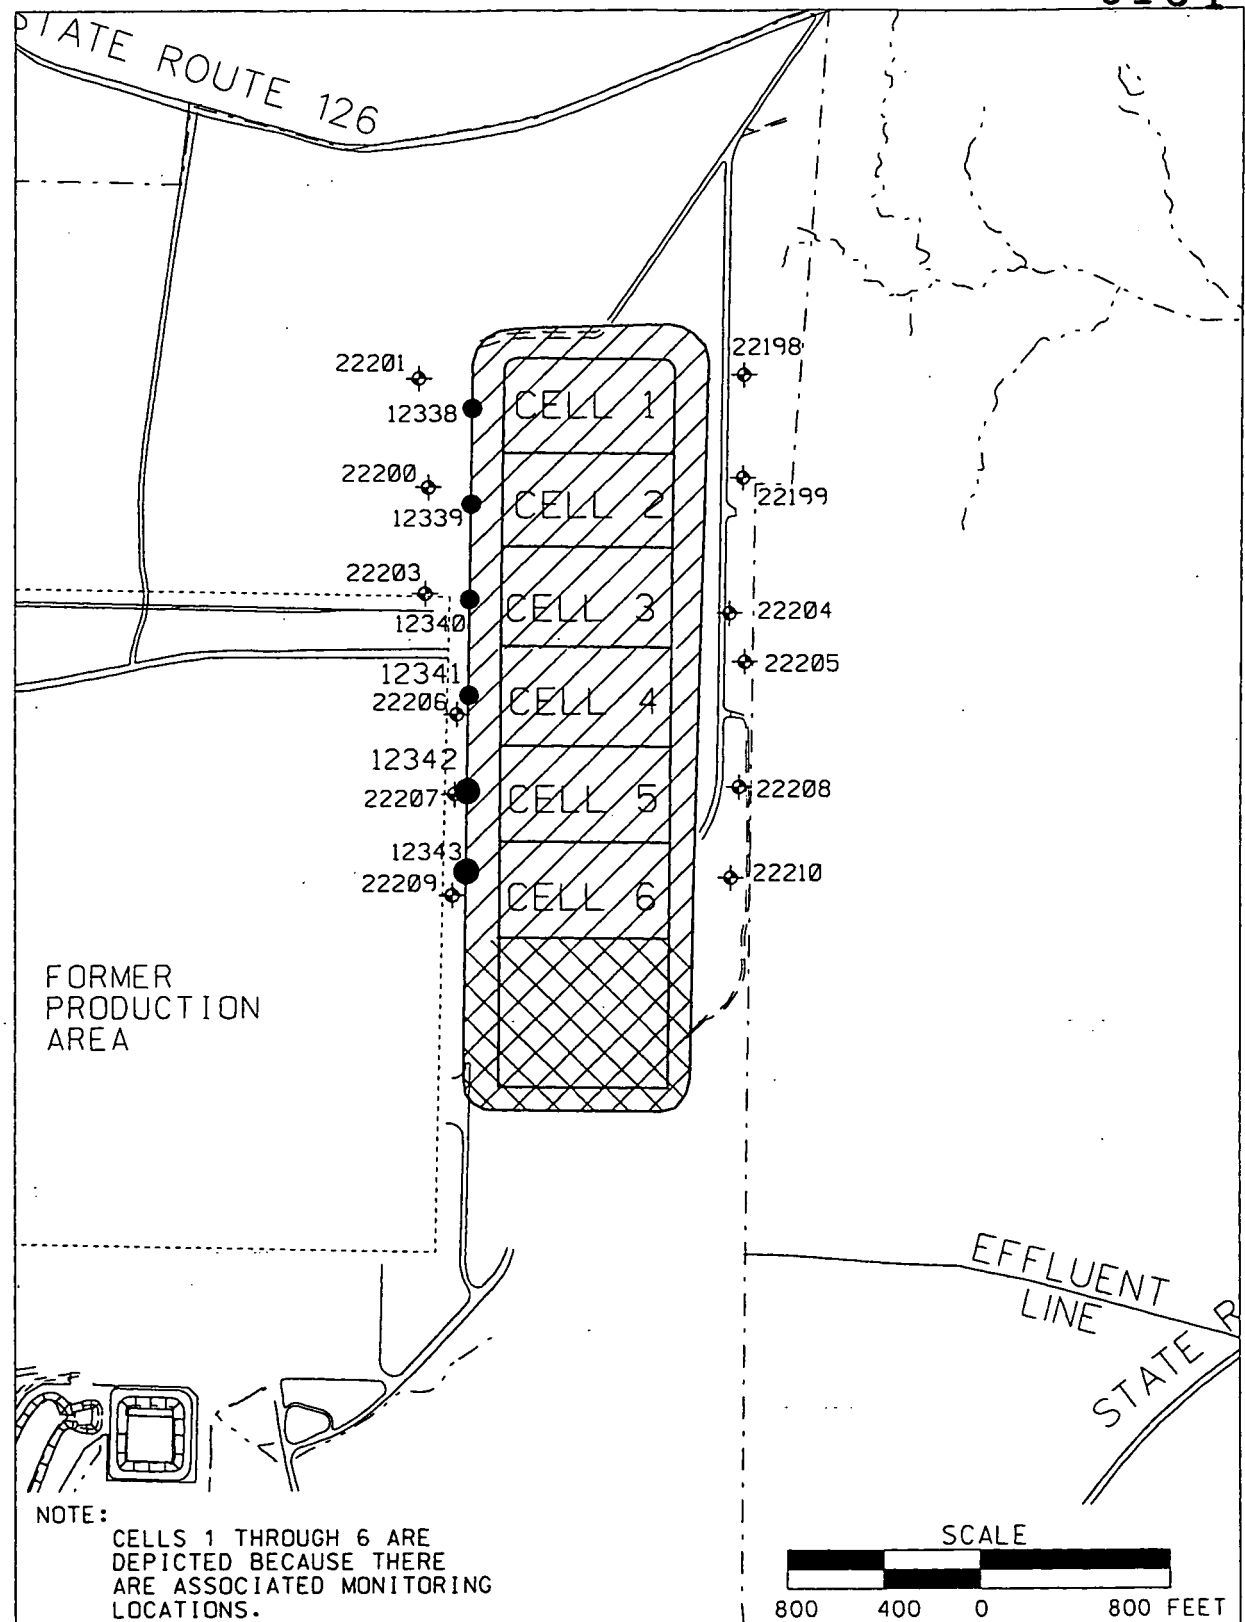 STATE ROUTE 126
22201
22198
12338
CELL 1
22200
22199
12339
CELL 2
22203
22204
12340
CELL 3
22205
12341
22206
CELL 4
12342
22208
22207
CELL 5
12343
22210
22209
CELL 6
FORMER
PRODUCTION
AREA
EFFLUENT
LINE
STATE R
NOTE:
CELLS 1 THROUGH 6 ARE
DEPICTED BECAUSE THERE
ARE ASSOCIATED MONITORING
LOCATIONS.
SCALE
800 400 0 800 FEET